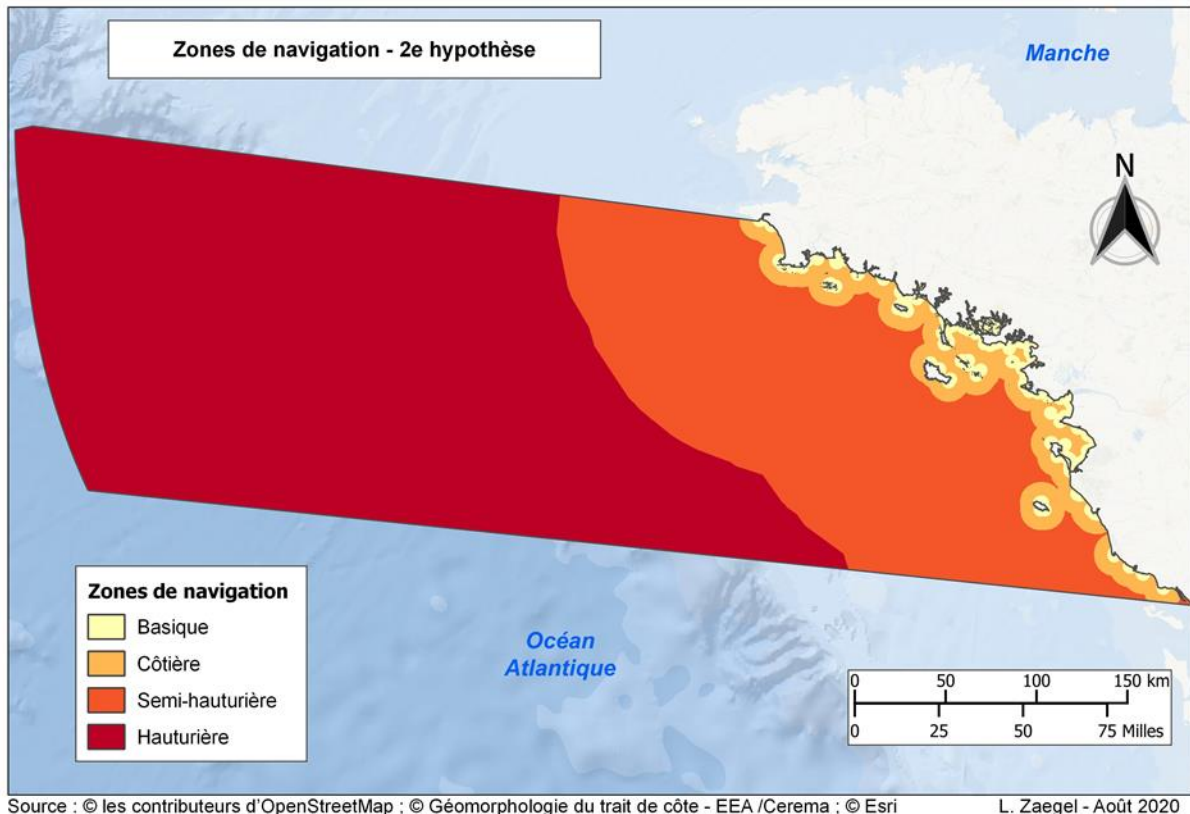 Zones de navigation - 2e hypothèse
Manche
N
Océan
Atlantique
Zones de navigation
Basique
Côtière
Semi-hauturière
Hauturière
0 50 100 150 km
0 25 50 75 Milles
Source : © les contributeurs d'OpenStreetMap ; © Géomorphologie du trait de côte - EEA /Cerema ; © Esri L. Zaegel - Août 2020